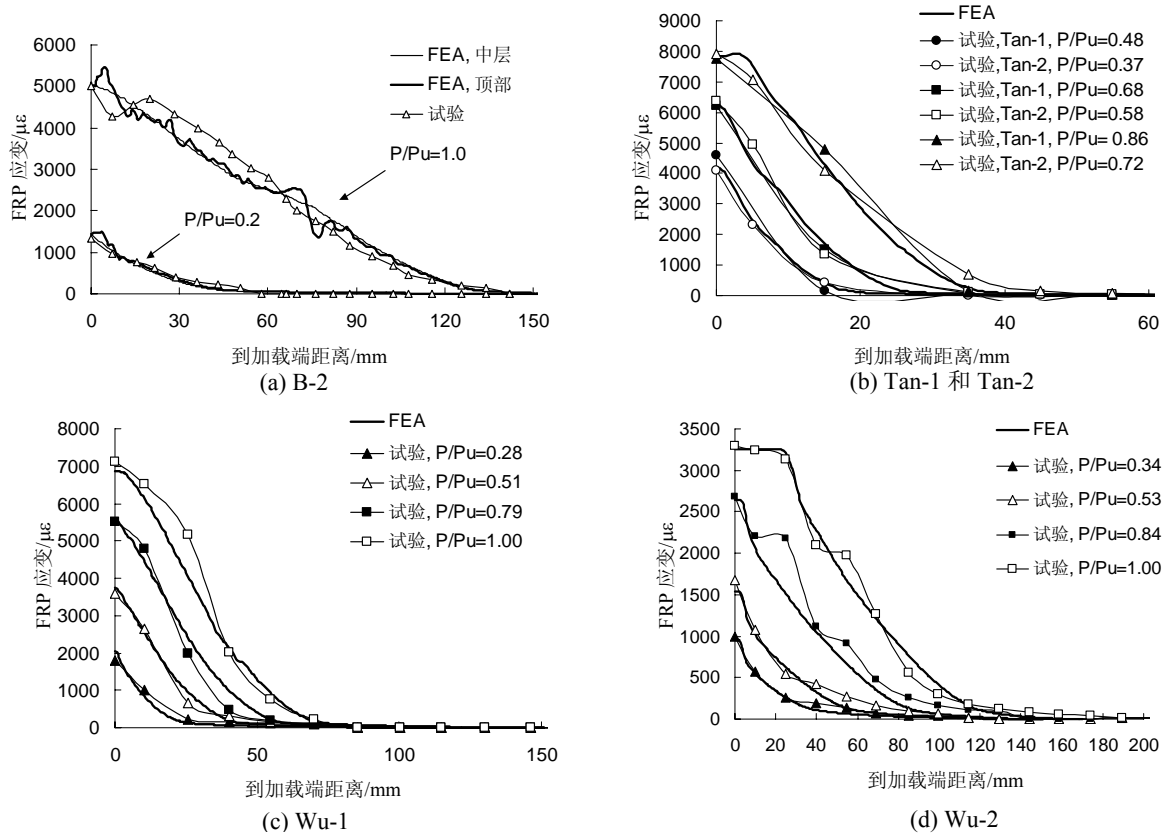 FEA, 中层
FEA, 顶部
试验
P/Pu=1.0
P/Pu=0.2
FRP 应变/με
6000
5000
4000
3000
2000
1000
0
0 30 60 90 120 150
到加载端距离/mm
(a) B-2
FEA
试验,Tan-1, P/Pu=0.48
试验,Tan-2, P/Pu=0.37
试验,Tan-1, P/Pu=0.68
试验,Tan-2, P/Pu=0.58
试验,Tan-1, P/Pu= 0.86
试验,Tan-2, P/Pu=0.72
FRP 应变/με
9000
8000
7000
6000
5000
4000
3000
2000
1000
0
0 20 40 60
到加载端距离/mm
(b) Tan-1 和 Tan-2
FEA
试验, P/Pu=0.28
试验, P/Pu=0.51
试验, P/Pu=0.79
试验, P/Pu=1.00
FRP 应变/με
8000
7000
6000
5000
4000
3000
2000
1000
0
0 50 100 150
到加载端距离/mm
(c) Wu-1
FEA
试验, P/Pu=0.34
试验, P/Pu=0.53
试验, P/Pu=0.84
试验, P/Pu=1.00
FRP 应变/με
3500
3000
2500
2000
1500
1000
500
0
0 20 40 60 80 100 120 140 160 180 200
到加载端距离/mm
(d) Wu-2